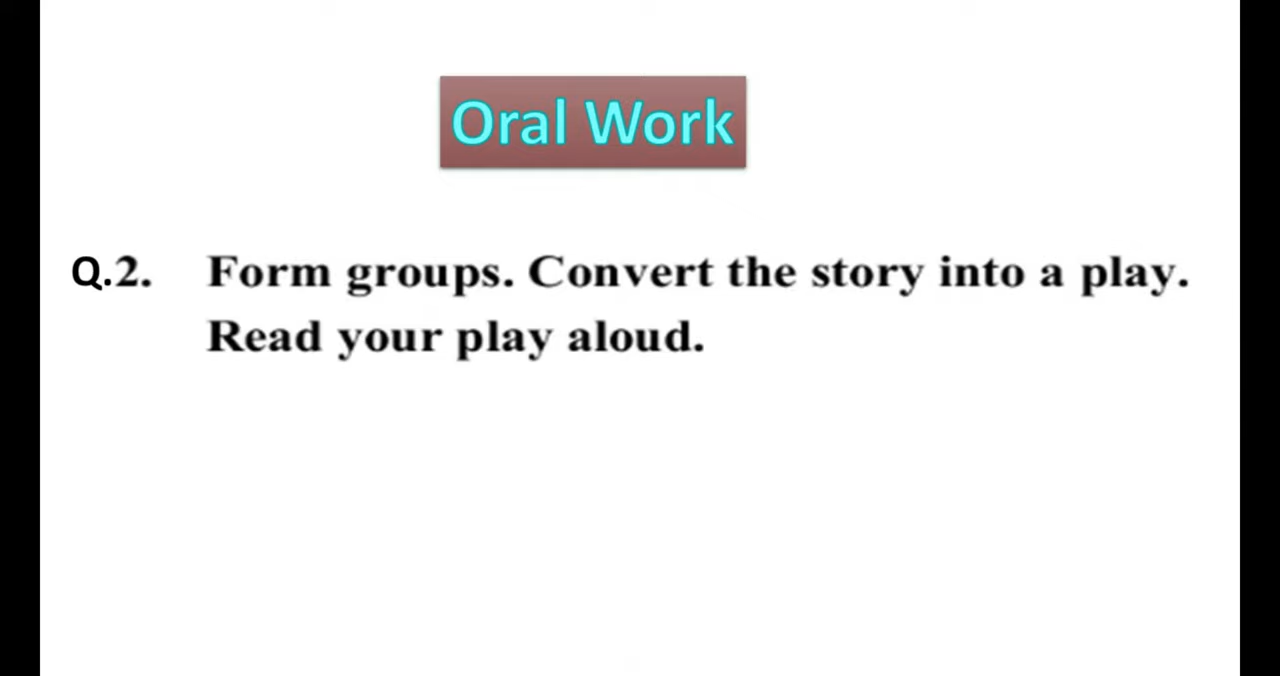 Oral Work
Q.2. Form groups. Convert the story into a play.
Read your play aloud.